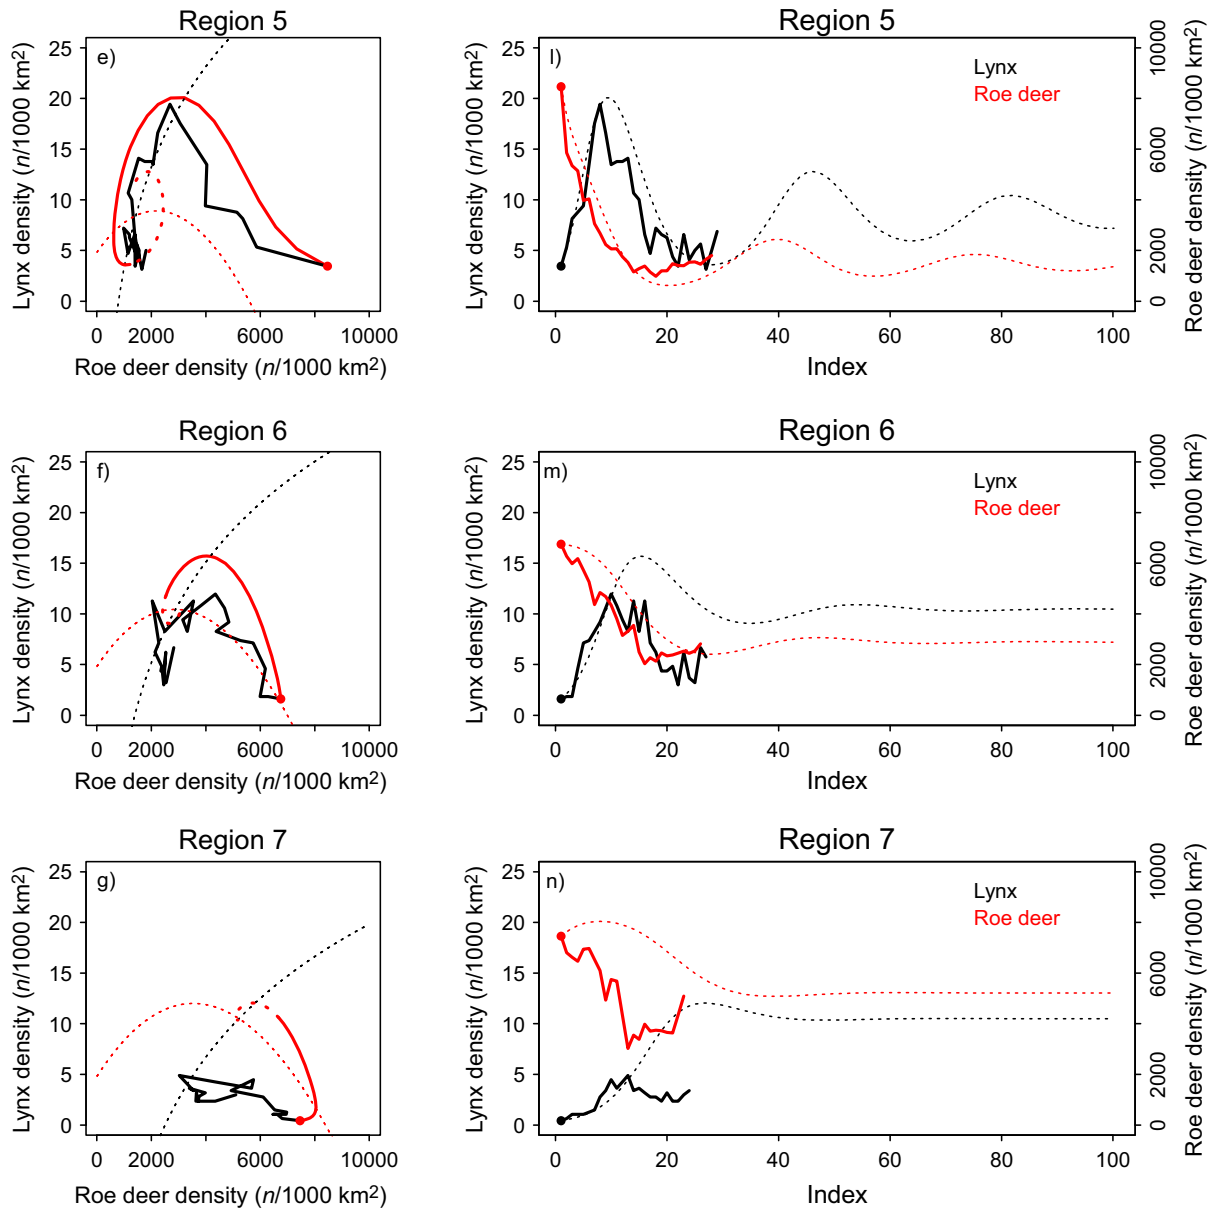 Region 5
Region 5
e)
l)
Lynx
Roe deer
Lynx density (n/1000 km²)
25
20
15
10
5
0
0 2000 6000 10000
Roe deer density (n/1000 km²)
Lynx density (n/1000 km²)
25
20
15
10
5
0
0 20 40 60 80 100
Index
10000
6000
2000
0
Roe deer density (n/1000 km²)
Region 6
Region 6
f)
m)
Lynx
Roe deer
Lynx density (n/1000 km²)
25
20
15
10
5
0
0 2000 6000 10000
Roe deer density (n/1000 km²)
Lynx density (n/1000 km²)
25
20
15
10
5
0
0 20 40 60 80 100
Index
10000
6000
2000
0
Roe deer density (n/1000 km²)
Region 7
Region 7
g)
n)
Lynx
Roe deer
Lynx density (n/1000 km²)
25
20
15
10
5
0
0 2000 6000 10000
Roe deer density (n/1000 km²)
Lynx density (n/1000 km²)
25
20
15
10
5
0
0 20 40 60 80 100
Index
10000
6000
2000
0
Roe deer density (n/1000 km²)